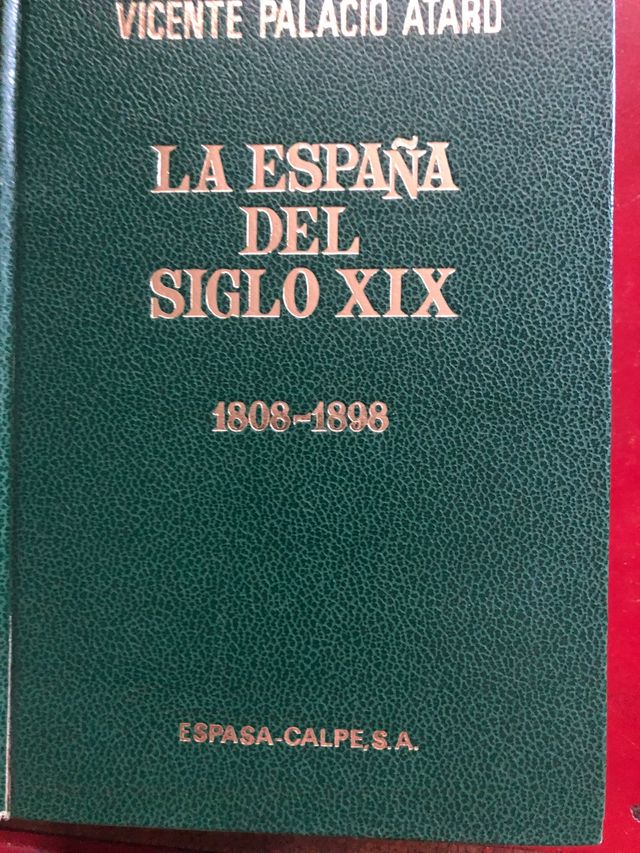 VICENTE PALACIO ATARD
LA ESPAÑA
DEL
SIGLO XIX
1808-1898
ESPASA-CALPE, S.A.